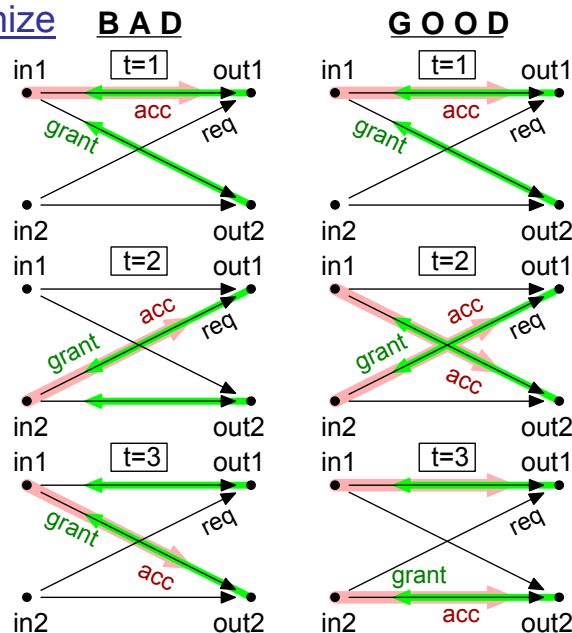 nize B A D G O O D
in1 t=1 out1 in1 t=1 out1
acc acc
grant req grant req
in2 out2 in2 out2
in1 t=2 out1 in1 t=2 out1
acc req acc req
grant grant acc
in2 out2 in2 out2
in1 t=3 out1 in1 t=3 out1
grant req req
acc grant acc
in2 out2 in2 out2